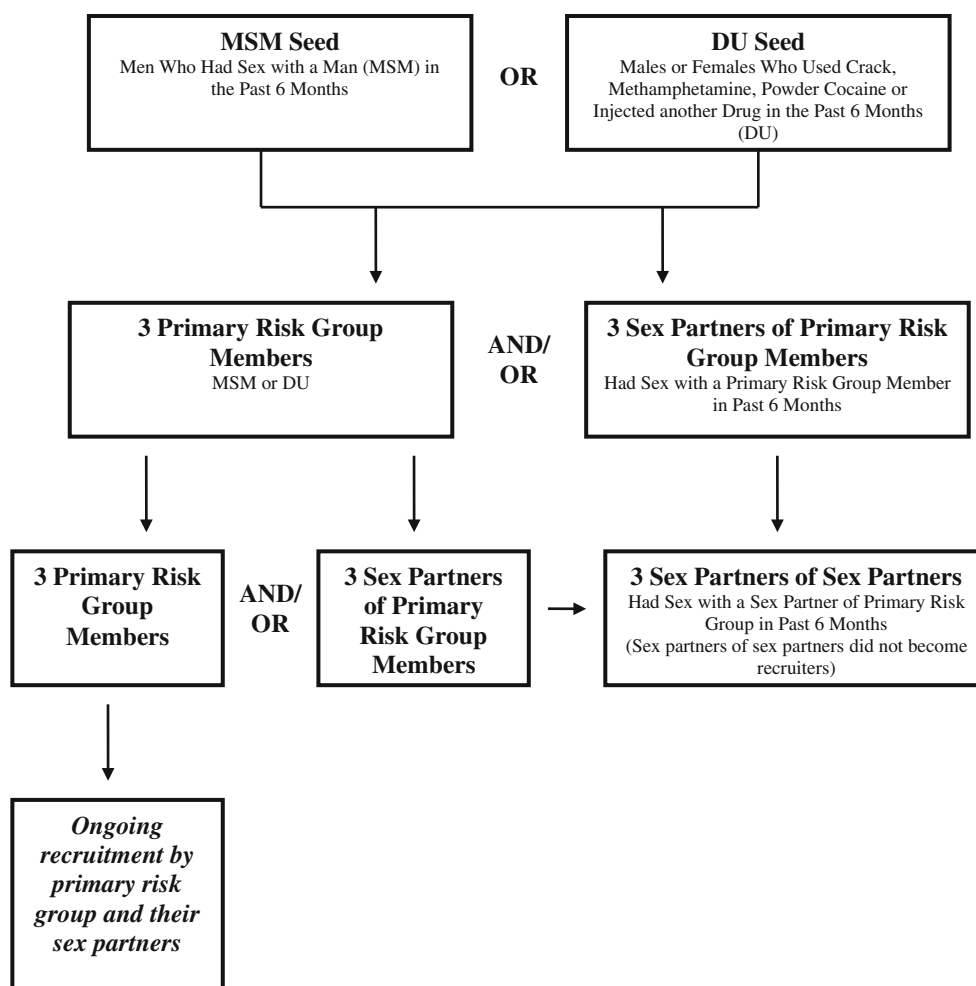 MSM Seed
Men Who Had Sex with a Man (MSM) in
the Past 6 Months
OR
DU Seed
Males or Females Who Used Crack,
Methamphetamine, Powder Cocaine or
Injected another Drug in the Past 6 Months
(DU)
3 Primary Risk Group
Members
MSM or DU
AND/
OR
3 Sex Partners of Primary Risk
Group Members
Had Sex with a Primary Risk Group Member
in Past 6 Months
3 Primary Risk
Group
Members
AND/
OR
3 Sex Partners
of Primary
Risk Group
Members
3 Sex Partners of Sex Partners
Had Sex with a Sex Partner of Primary Risk
Group in Past 6 Months
(Sex partners of sex partners did not become
recruiters)
Ongoing
recruitment by
primary risk
group and their
sex partners